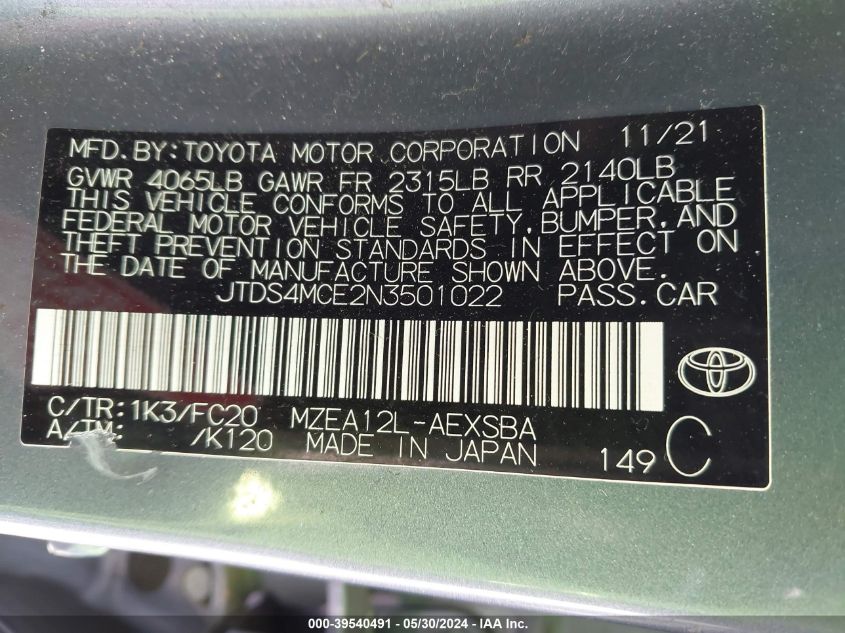 MFD.BY:TOYOTA MOTOR CORPORATION 11/21
GVWR 4065LB GAWR FR 2315LB RR 2140LB
THIS VEHICLE CONFORMS TO ALL APPLICABLE
FEDERAL MOTOR VEHICLE SAFETY,BUMPER,AND
THEFT PREVENTION STANDARDS IN EFFECT ON
THE DATE OF MANUFACTURE SHOWN ABOVE.
JTDS4MCE2N3501022 PASS.CAR
C/TR:1K3/FC20 MZEA12L-AEXSBA
A/TM: /K120 MADE IN JAPAN 149 C
000-39540491 - 05/30/2024 - IAA Inc.